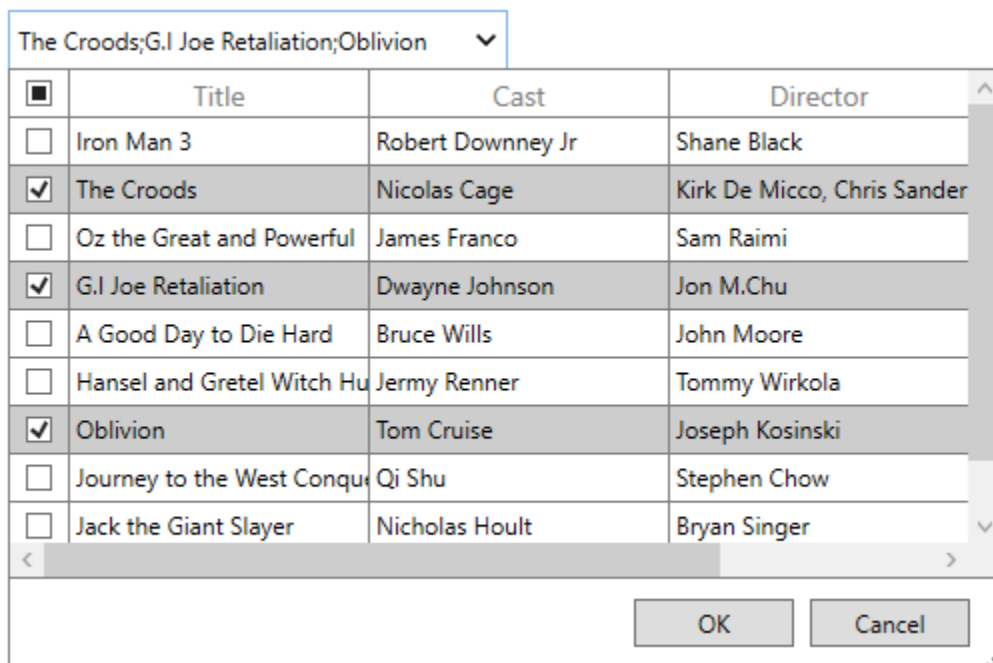 The Croods;G.I Joe Retaliation;Oblivion
Title Cast Director
Iron Man 3 Robert Downney Jr Shane Black
The Croods Nicolas Cage Kirk De Micco, Chris Sander
Oz the Great and Powerful James Franco Sam Raimi
G.I Joe Retaliation Dwayne Johnson Jon M.Chu
A Good Day to Die Hard Bruce Wills John Moore
Hansel and Gretel Witch Hu Jermy Renner Tommy Wirkola
Oblivion Tom Cruise Joseph Kosinski
Journey to the West Conqu Qi Shu Stephen Chow
Jack the Giant Slayer Nicholas Hoult Bryan Singer
OK Cancel